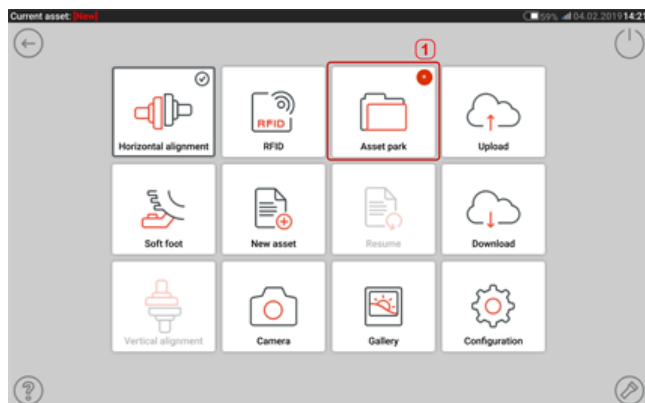 Current asset: [New]
59% 04.02.2019 14:21
1
Horizontal alignment
RFID
RFID
Asset park
Upload
Soft foot
New asset
Resume
Download
Vertical alignment
Camera
Gallery
Configuration
?